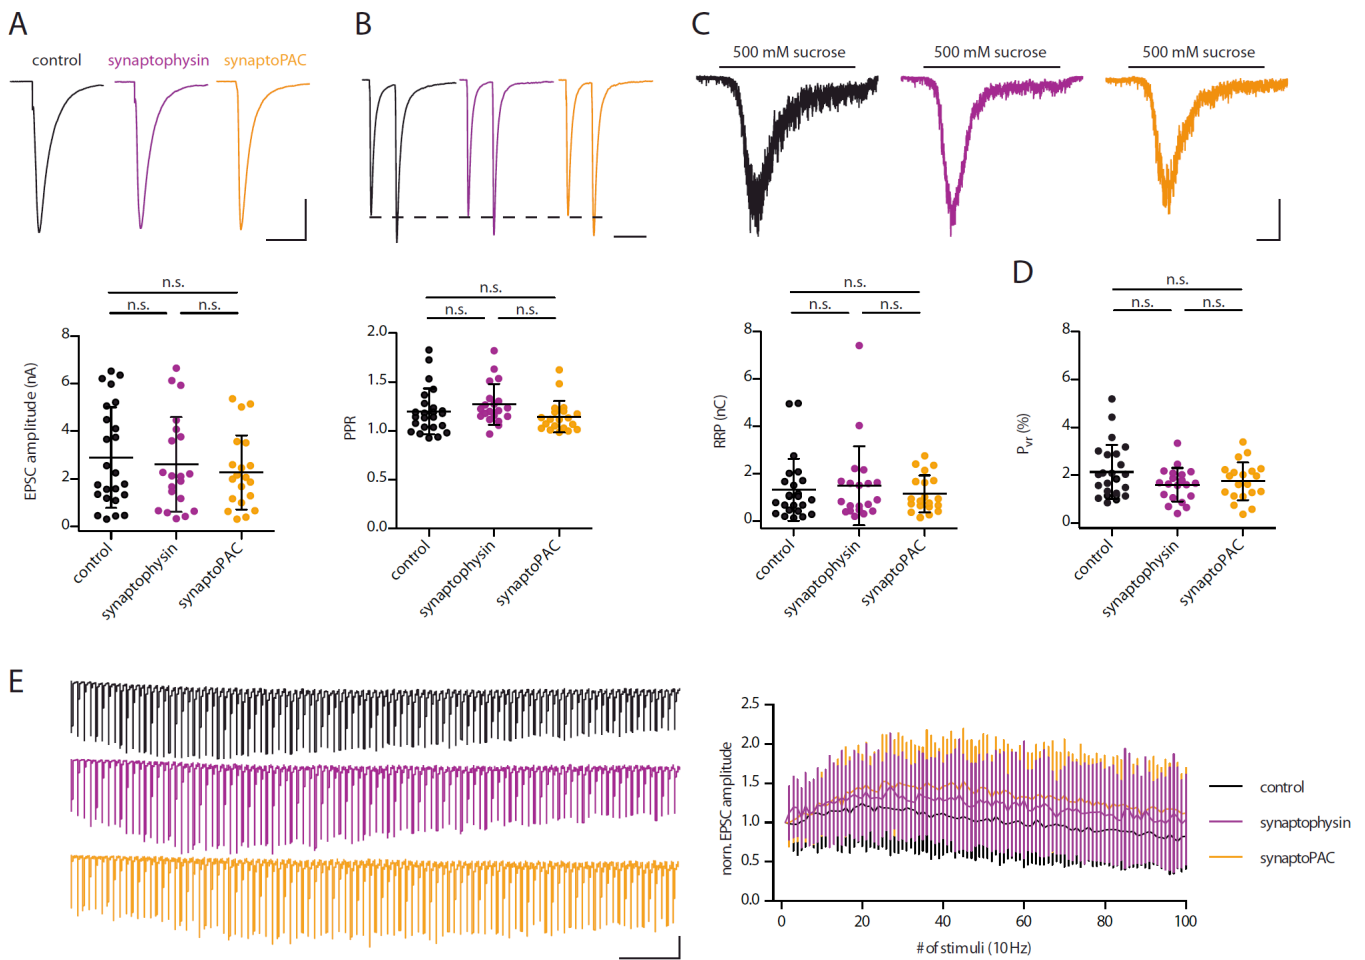 A
control
synaptophysin
synaptoPAC
B
C
500 mM sucrose
500 mM sucrose
500 mM sucrose
n.s.
n.s.
n.s.
EPSC amplitude (nA)
8
6
4
2
0
control
synaptophysin
synaptoPAC
n.s.
n.s.
n.s.
PPR
2.0
1.5
1.0
0.5
0.0
control
synaptophysin
synaptoPAC
n.s.
n.s.
n.s.
RRP (nC)
8
6
4
2
0
control
synaptophysin
synaptoPAC
D
n.s.
n.s.
n.s.
Pvr (%)
8
6
4
2
0
control
synaptophysin
synaptoPAC
E
norm. EPSC amplitude
2.5
2.0
1.5
1.0
0.5
0.0
0
20
40
60
80
100
# of stimuli (10 Hz)
control
synaptophysin
synaptoPAC